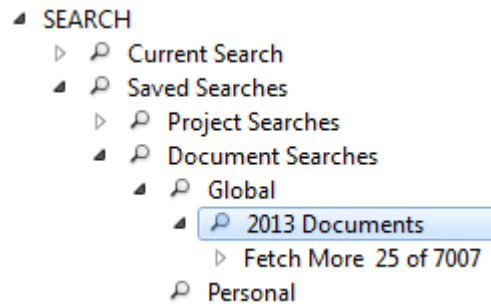 SEARCH
Current Search
Saved Searches
Project Searches
Document Searches
Global
2013 Documents
Fetch More 25 of 7007
Personal